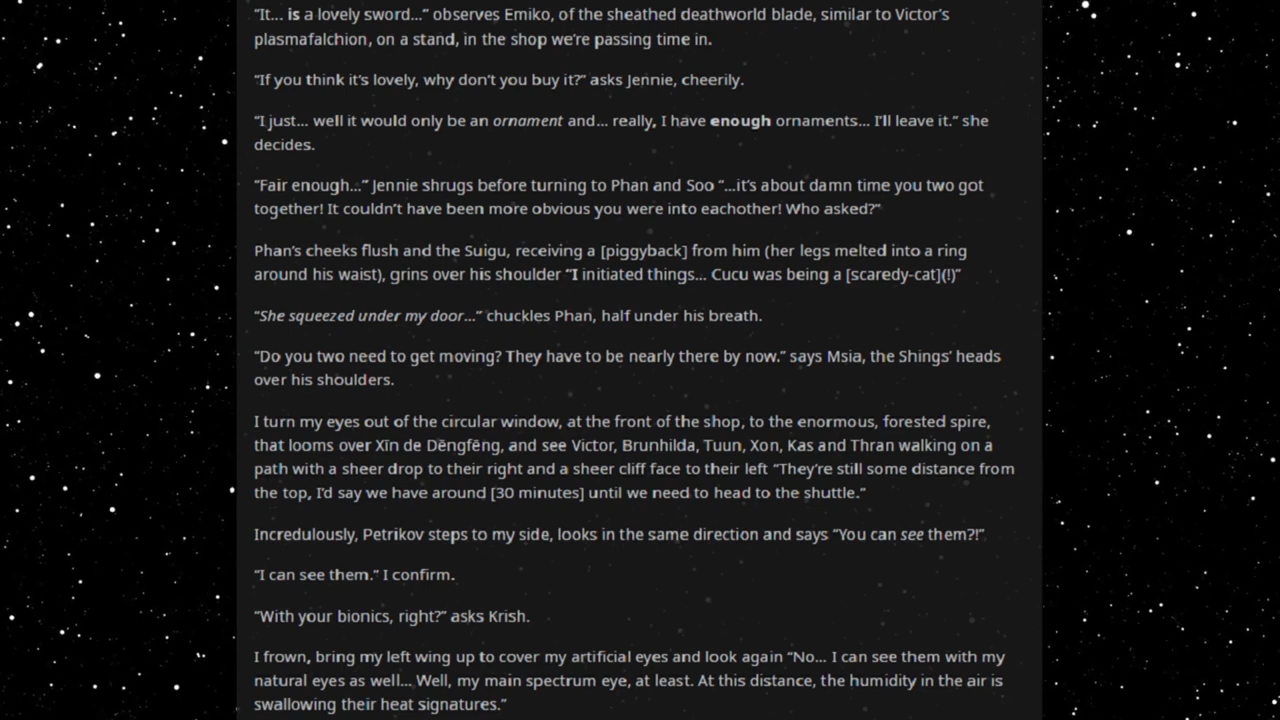 “It... is a lovely sword...” observes Emiko, of the sheathed deathworld blade, similar to Victor’s
plasmafalchion, on a stand, in the shop we’re passing time in.
“If you think it’s lovely, why don’t you buy it?” asks Jennie, cheerily.
“I just... well it would only be an ornament and... really, I have enough ornaments... I’ll leave it.” she
decides.
“Fair enough...” Jennie shrugs before turning to Phan and Soo “...it’s about damn time you two got
together! It couldn’t have been more obvious you were into eachother! Who asked?”
Phan’s cheeks flush and the Suigu, receiving a [piggyback] from him (her legs melted into a ring
around his waist), grins over his shoulder “I initiated things... Cucu was being a [scaredy-cat](!)”
“She squeezed under my door...” chuckles Phan, half under his breath.
“Do you two need to get moving? They have to be nearly there by now.” says Msia, the Shings’ heads
over his shoulders.
I turn my eyes out of the circular window, at the front of the shop, to the enormous, forested spire,
that looms over Xīn de Dēngfēng, and see Victor, Brunhilda, Tuun, Xon, Kas and Thran walking on a
path with a sheer drop to their right and a sheer cliff face to their left “They’re still some distance from
the top, I’d say we have around [30 minutes] until we need to head to the shuttle.”
Incredulously, Petrikov steps to my side, looks in the same direction and says “You can see them?!”
“I can see them.” I confirm.
“With your bionics, right?” asks Krish.
I frown, bring my left wing up to cover my artificial eyes and look again “No... I can see them with my
natural eyes as well... Well, my main spectrum eye, at least. At this distance, the humidity in the air is
swallowing their heat signatures.”